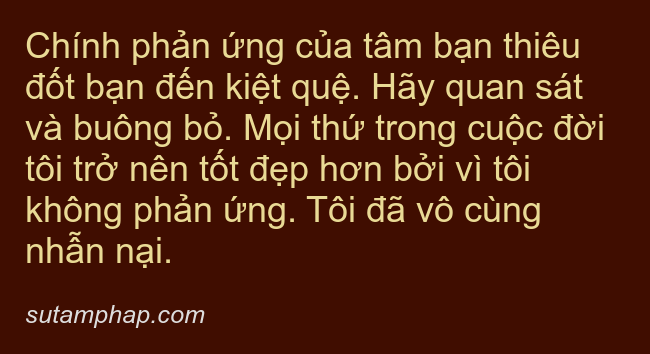 Chính phản ứng của tâm bạn thiêu
đốt bạn đến kiệt quệ. Hãy quan sát
và buông bỏ. Mọi thứ trong cuộc đời
tôi trở nên tốt đẹp hơn bởi vì tôi
không phản ứng. Tôi đã vô cùng
nhẫn nại.
sutamphap.com